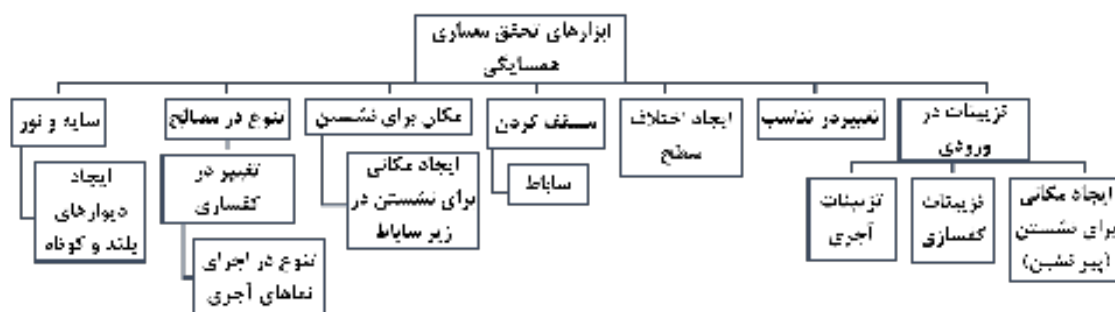 ابزارهای تحقق معماری
همسایگی
تزیینات در
ورودی
ایجاد مکانی
برای نشستن
(پیر نشین)
تزیینات
کفسازی
تزیینات
آجری
تغییر در تناسب
ایجاد اختلاف
سطح
مسقف کردن
ساباط
مکان برای نشستن
ایجاد مکانی
برای نشستن در
زیر ساباط
تنوع در مصالح
تغییر در
کفسازی
تنوع در اجرای
نماهای آجری
سایه و نور
ایجاد
دیوارهای
بلند و کوتاه